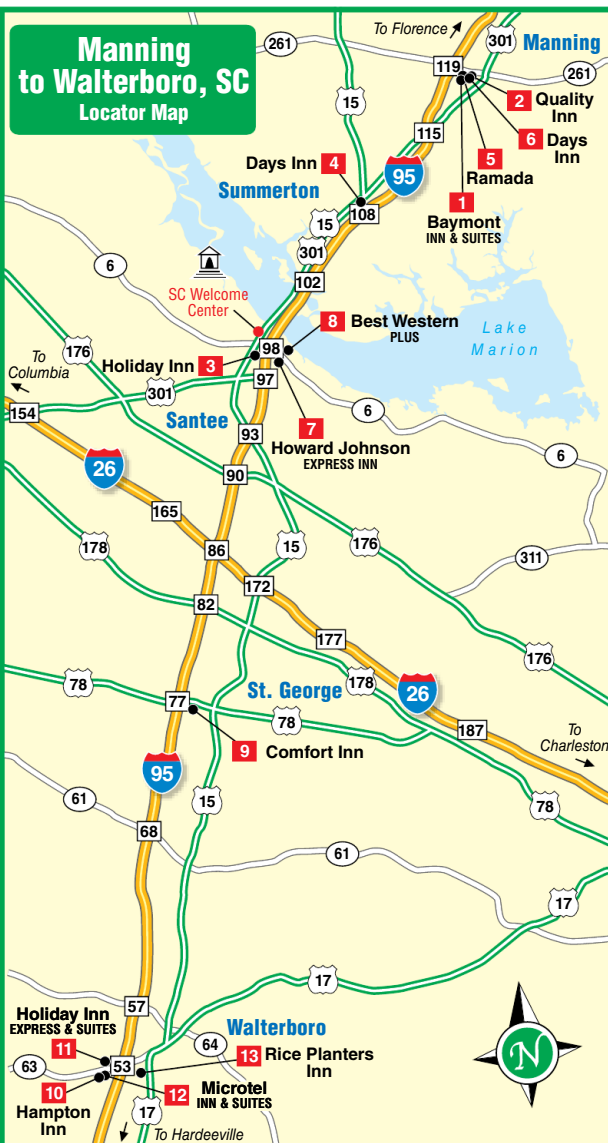 Manning
to Walterboro, SC
Locator Map
To Florence
261
301
Manning
119
261
15
2 Quality
Inn
6 Days
Inn
115
5
Ramada
Days Inn 4
95
1
Baymont
INN & SUITES
Summerton
108
15
301
6
102
SC Welcome
Center
8 Best Western
PLUS
Lake
Marion
98
176
To
Columbia
Holiday Inn 3
97
301
6
154
Santee
7
Howard Johnson
EXPRESS INN
93
6
26
90
165
15
176
178
86
311
172
82
177
176
78
St. George
178
26
77
78
187
To
Charleston
9 Comfort Inn
95
61
15
78
68
61
17
17
57
Holiday Inn
EXPRESS & SUITES
Walterboro
64
11
63
53
13 Rice Planters
Inn
10
Hampton
Inn
12 Microtel
INN & SUITES
17
To Hardeeville
N